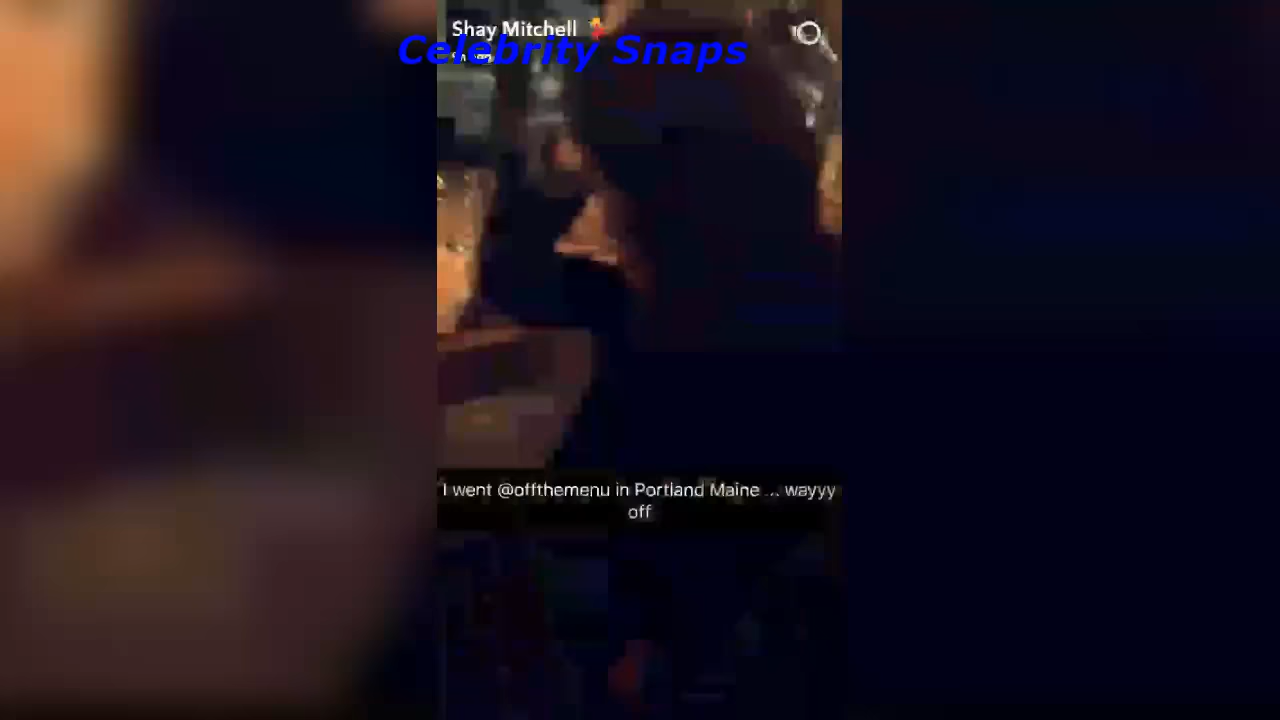 Shay Mitchell
Celebrity Snaps
I went @offthemenu in Portland Maine ... wayyy
off